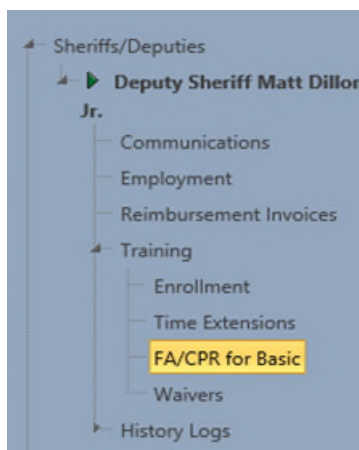 Sheriffs/Deputies
Deputy Sheriff Matt Dillon
Jr.
Communications
Employment
Reimbursement Invoices
Training
Enrollment
Time Extensions
FA/CPR for Basic
Waivers
History Logs